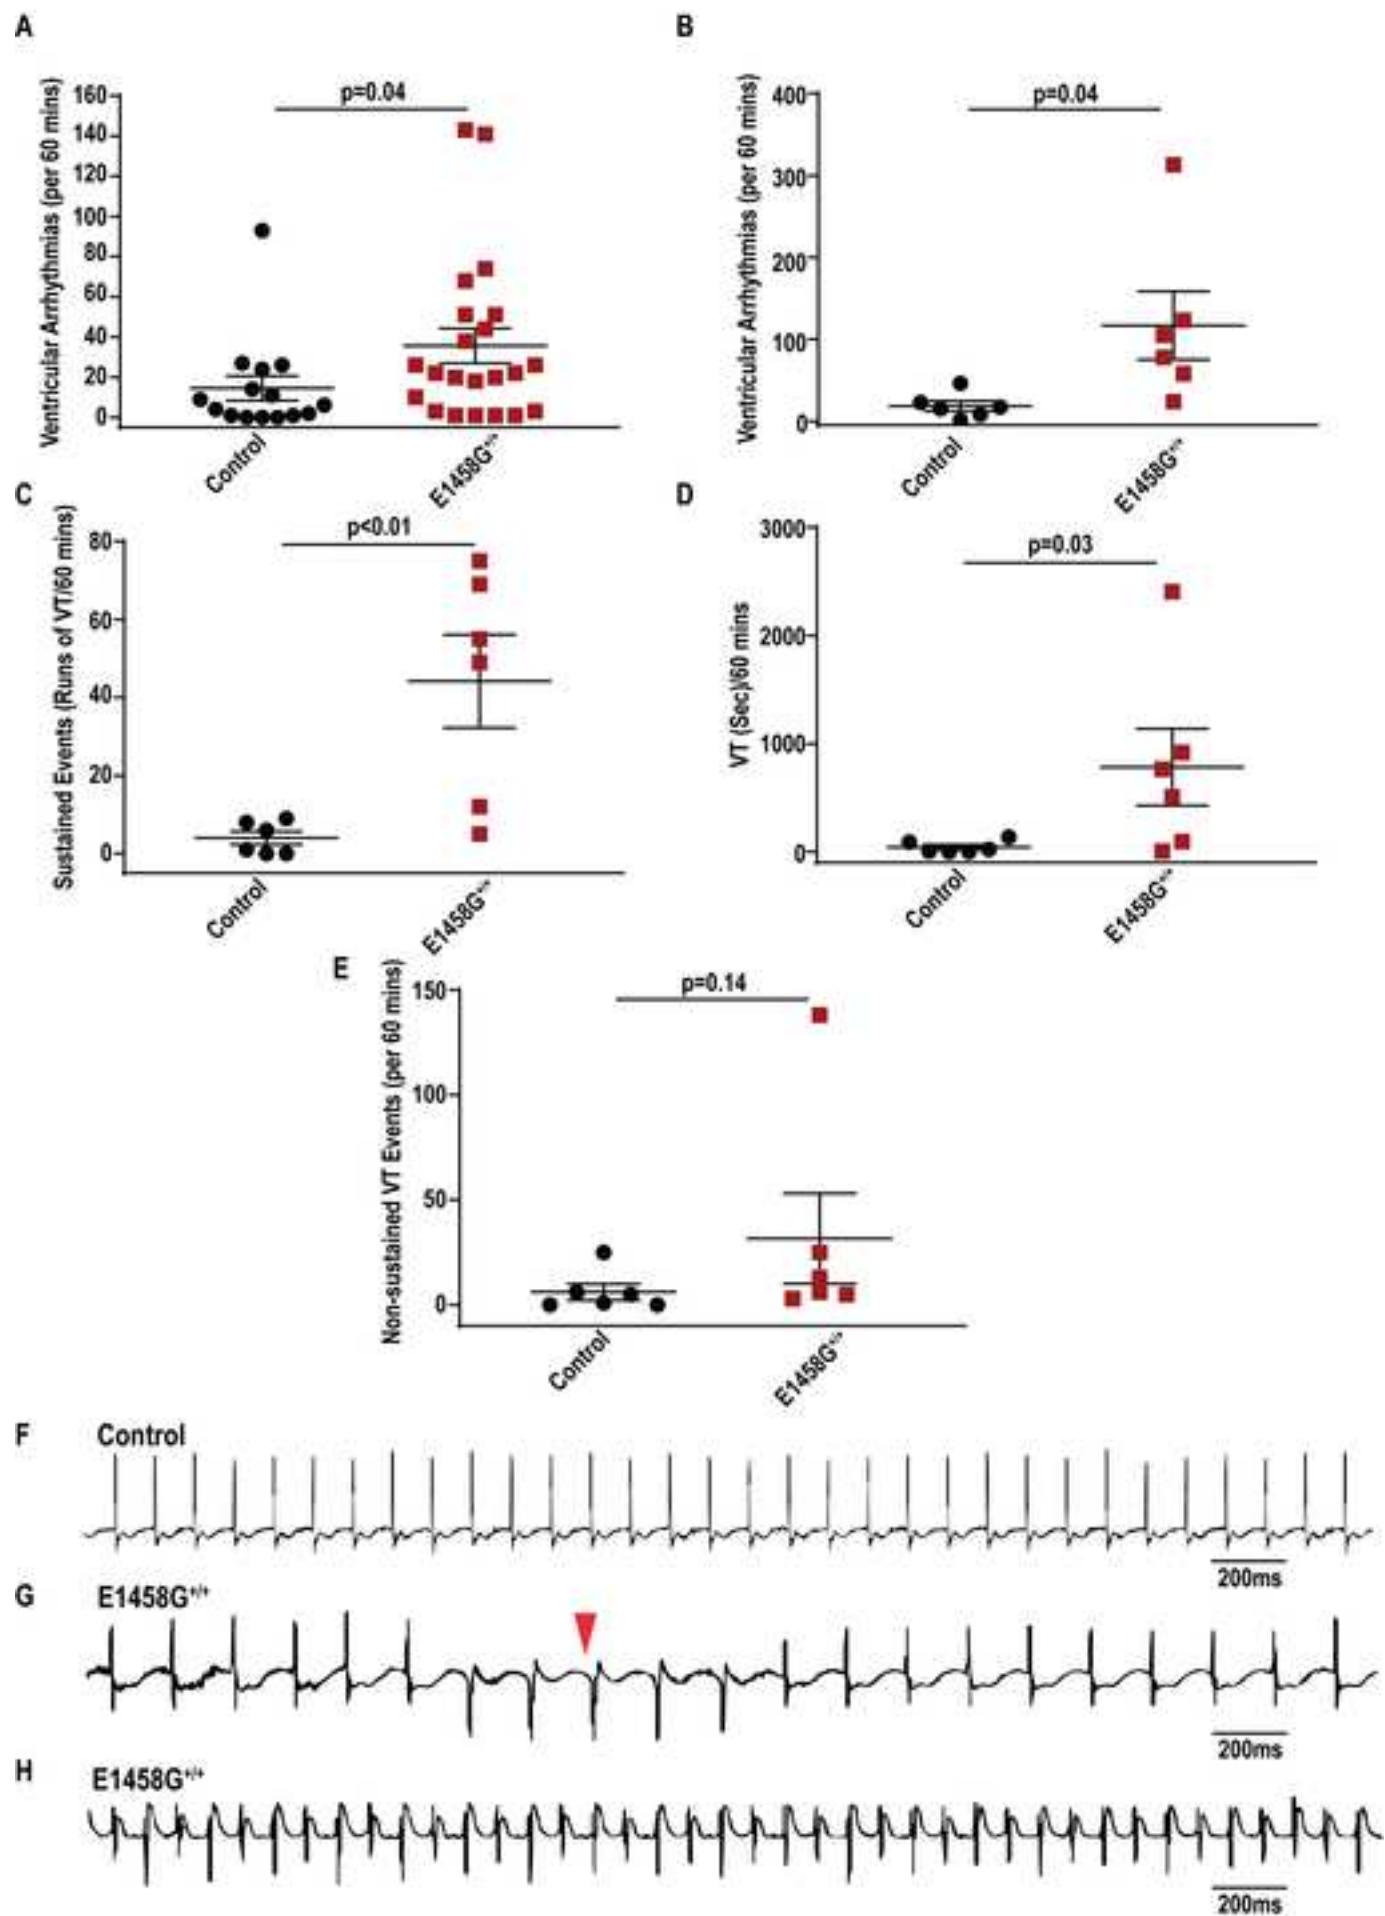 A
Ventricular Arrhythmias (per 60 mins)
160
140
120
100
80
60
40
20
0
p=0.04
Control
E1458G+/+
B
Ventricular Arrhythmias (per 60 mins)
400
300
200
100
0
p=0.04
Control
E1458G+/+
C
Sustained Events (Runs of VT/60 mins)
80
60
40
20
0
p<0.01
Control
E1458G+/+
D
VT (Sec)/60 mins
3000
2000
1000
0
p=0.03
Control
E1458G+/+
E
Non-sustained VT Events (per 60 mins)
150
100
50
0
p=0.14
Control
E1458G+/+
F
Control
200ms
G
E1458G+/+
200ms
H
E1458G+/+
200ms